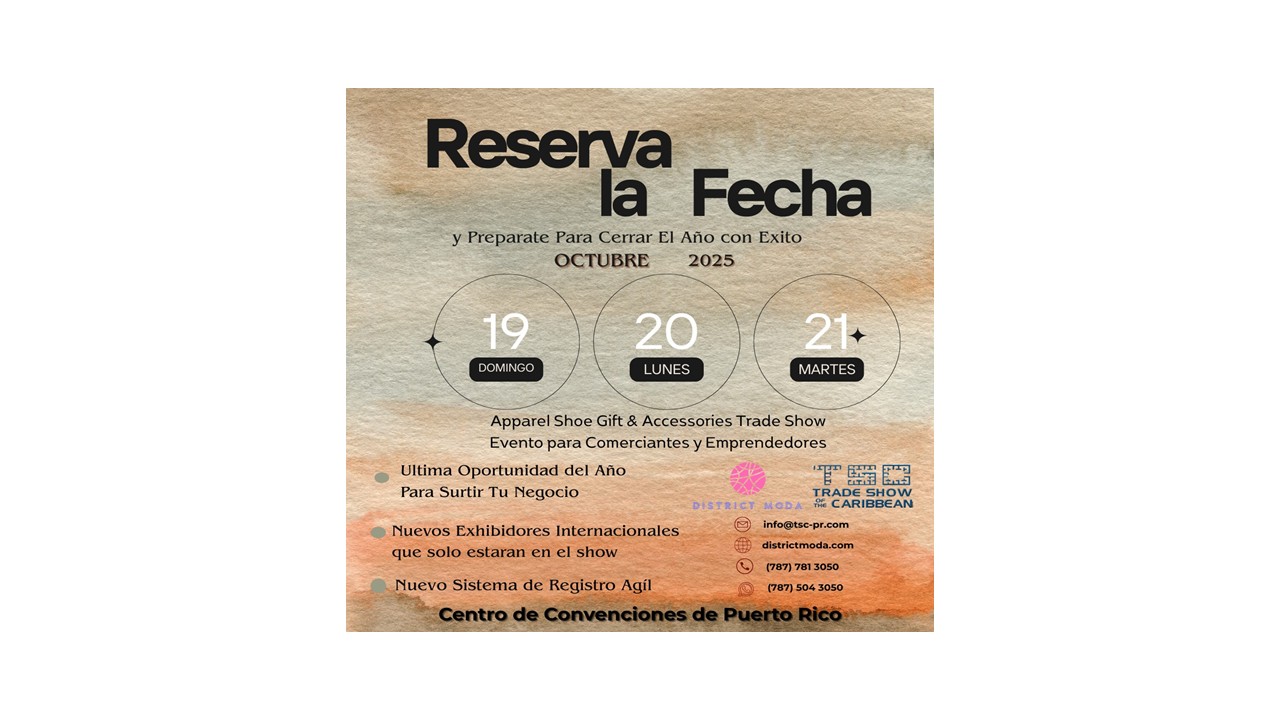 Reserva
la Fecha
y Preparate Para Cerrar El Año con Exito
OCTUBRE 2025
19 20 21
DOMINGO LUNES MARTES
Apparel Shoe Gift & Accessories Trade Show
Evento para Comerciantes y Emprendedores
Ultima Oportunidad del Año
Para Surtir Tu Negocio
Nuevos Exhibidores Internacionales
que solo estaran en el show
Nuevo Sistema de Registro Agíl
DISTRICT MODA
TSC
TRADE SHOW
OF THE CARIBBEAN
info@tsc-pr.com
districtmoda.com
(787) 781 3050
(787) 504 3050
Centro de Convenciones de Puerto Rico